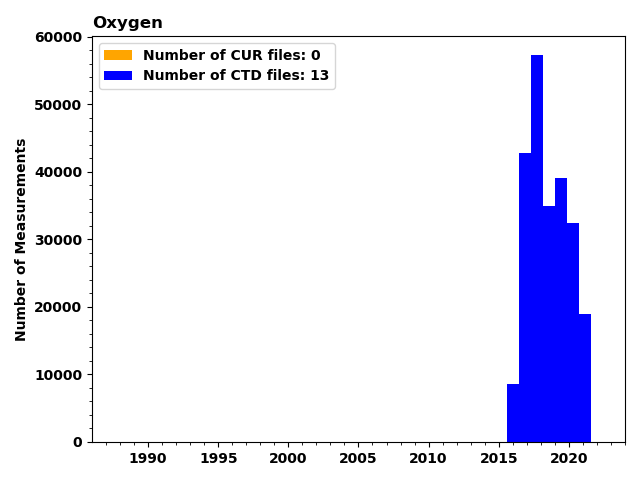 Oxygen
Number of CUR files: 0
Number of CTD files: 13
Number of Measurements
60000
50000
40000
30000
20000
10000
0
1990 1995 2000 2005 2010 2015 2020